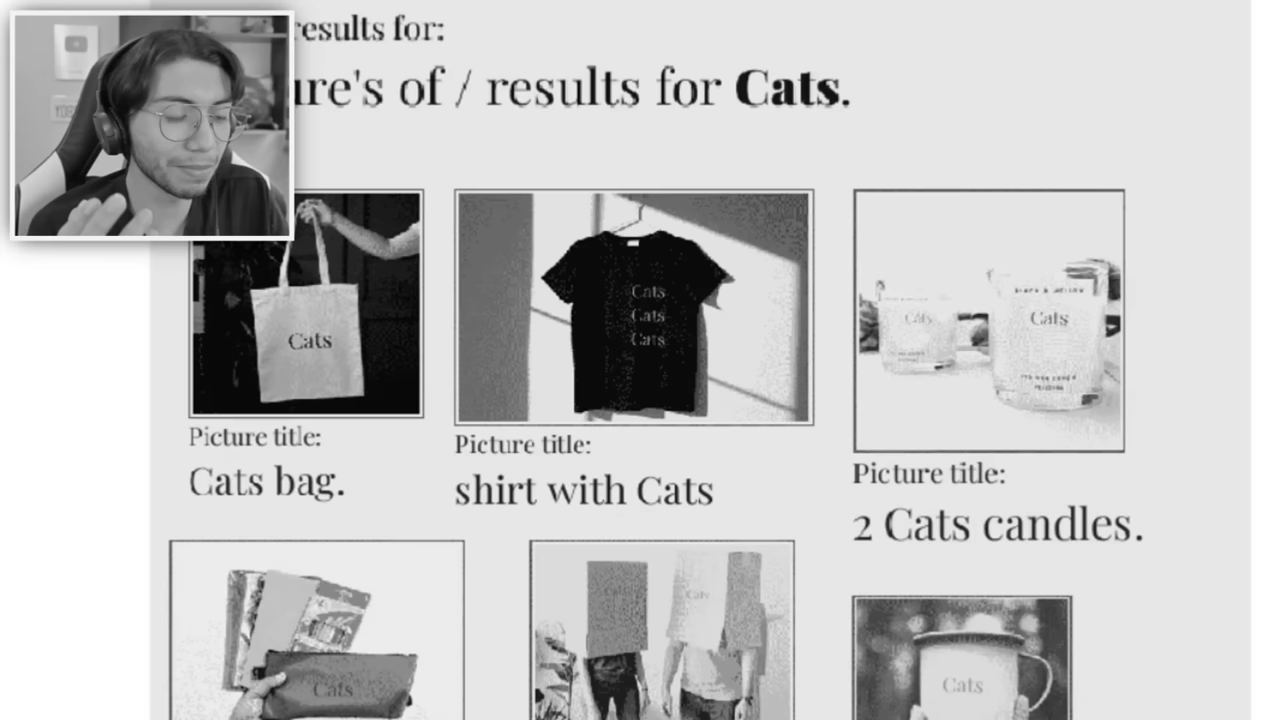 results for:
ure's of / results for Cats.
Cats
Cats
Cats
Cats
Cats
Cats
Picture title:
Cats bag.
Picture title:
shirt with Cats
Picture title:
2 Cats candles.
Cats
Cats
Cats